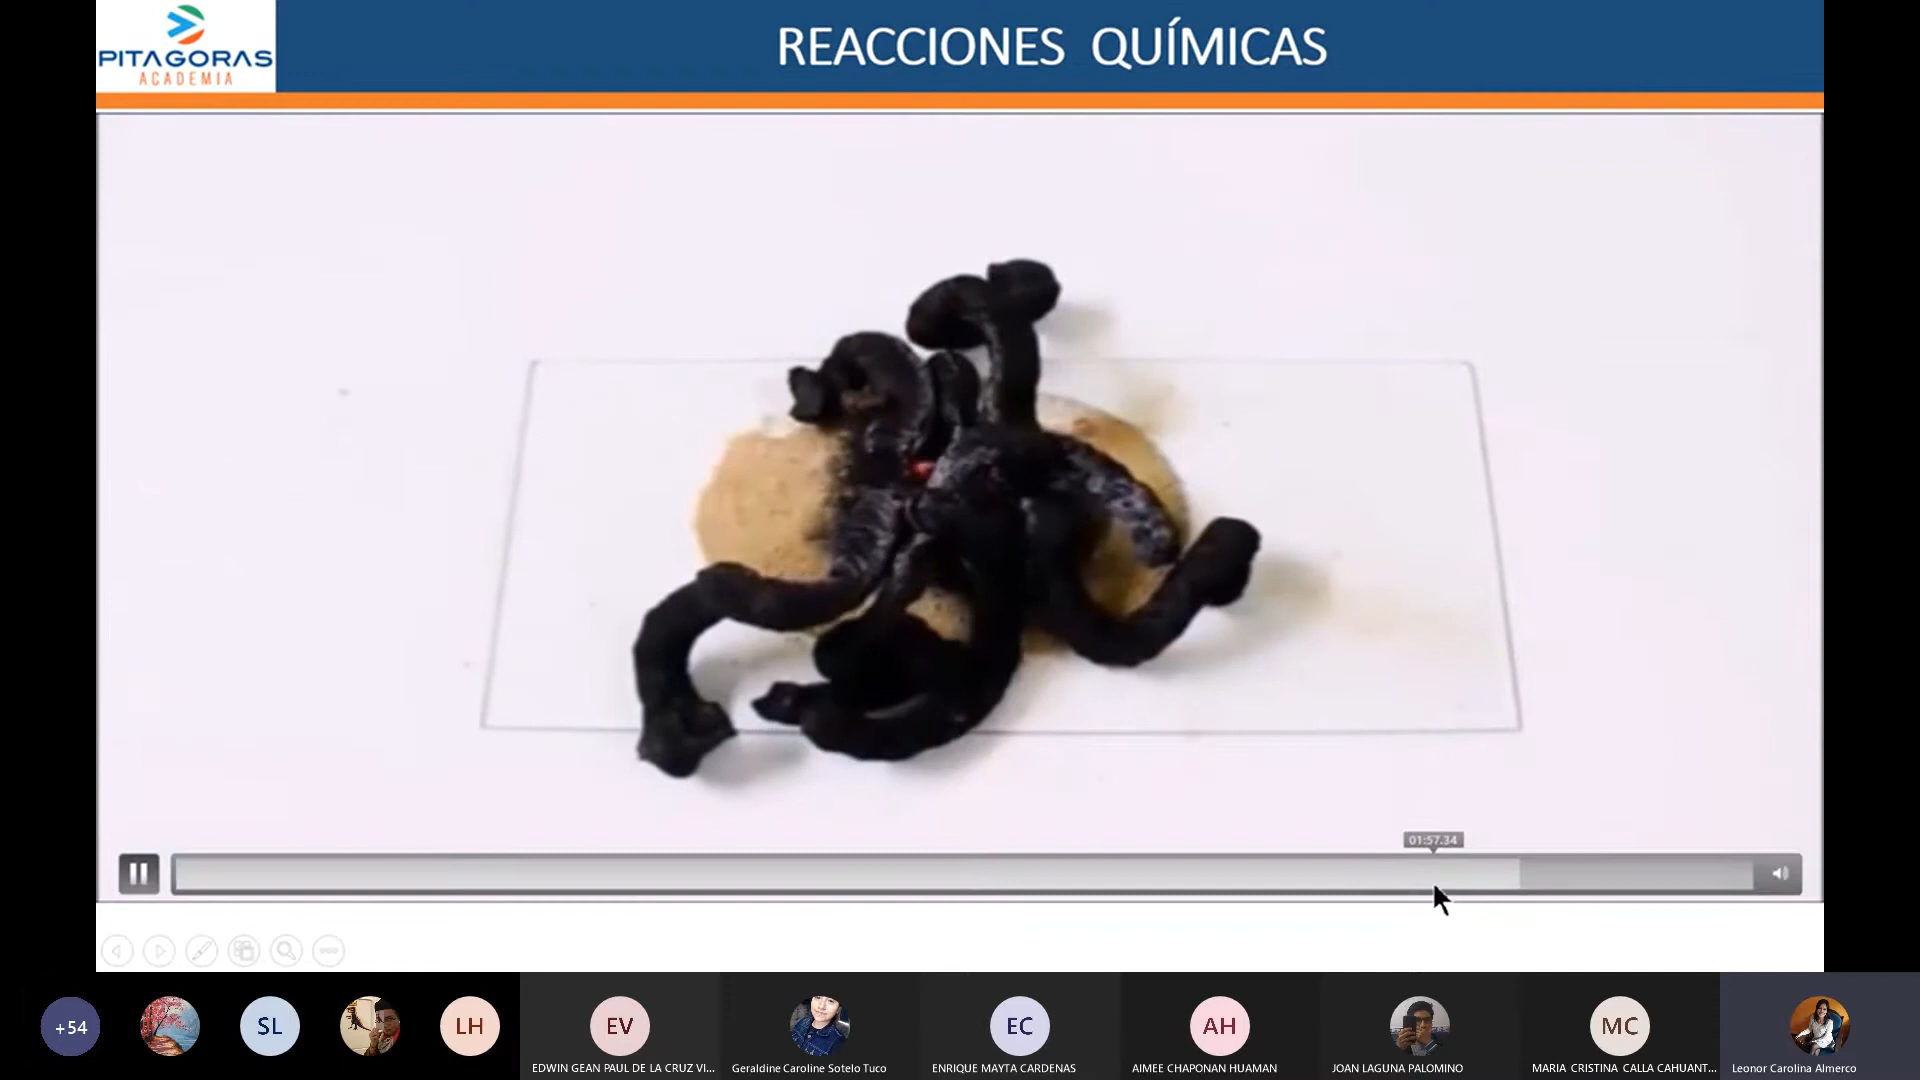 PITAGORAS
ACADEMIA
REACCIONES QUÍMICAS
01:57.34
+54
SL
LH
EV
EC
AH
MC
EDWIN GEAN PAUL DE LA CRUZ VI...
Geraldine Caroline Sotelo Tuco
ENRIQUE MAYTA CARDENAS
AIMEE CHAPONAN HUAMAN
JOAN LAGUNA PALOMINO
MARIA CRISTINA CALLA CAHUANT...
Leonor Carolina Almerco